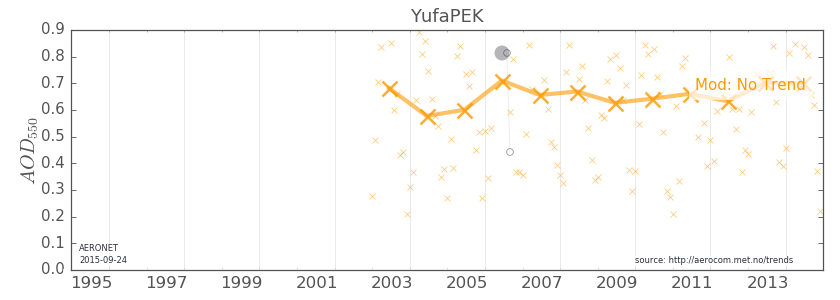 YufaPEK
0.9
0.8
0.7
0.6
0.5
0.4
0.3
0.2
0.1
0.0
AOD550
Mod: No Trend
AERONET
2015-09-24
source: http://aerocom.met.no/trends
1995 1997 1999 2001 2003 2005 2007 2009 2011 2013